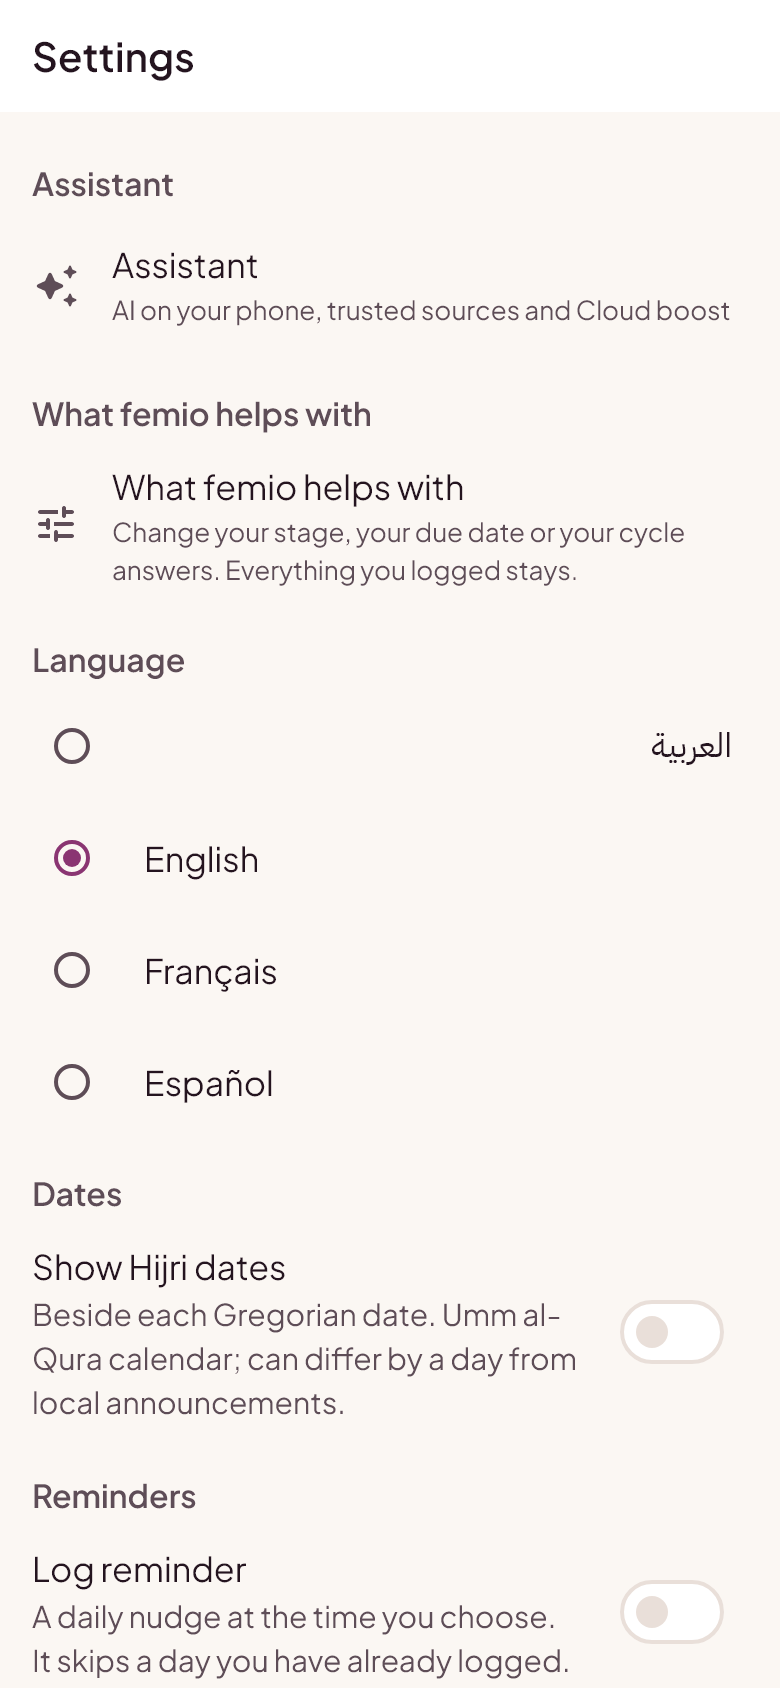 Settings
Assistant
Assistant
AI on your phone, trusted sources and Cloud boost
What femio helps with
What femio helps with
Change your stage, your due date or your cycle
answers. Everything you logged stays.
Language
العربية
English
Français
Español
Dates
Show Hijri dates
Beside each Gregorian date. Umm al-
Qura calendar; can differ by a day from
local announcements.
Reminders
Log reminder
A daily nudge at the time you choose.
It skips a day you have already logged.